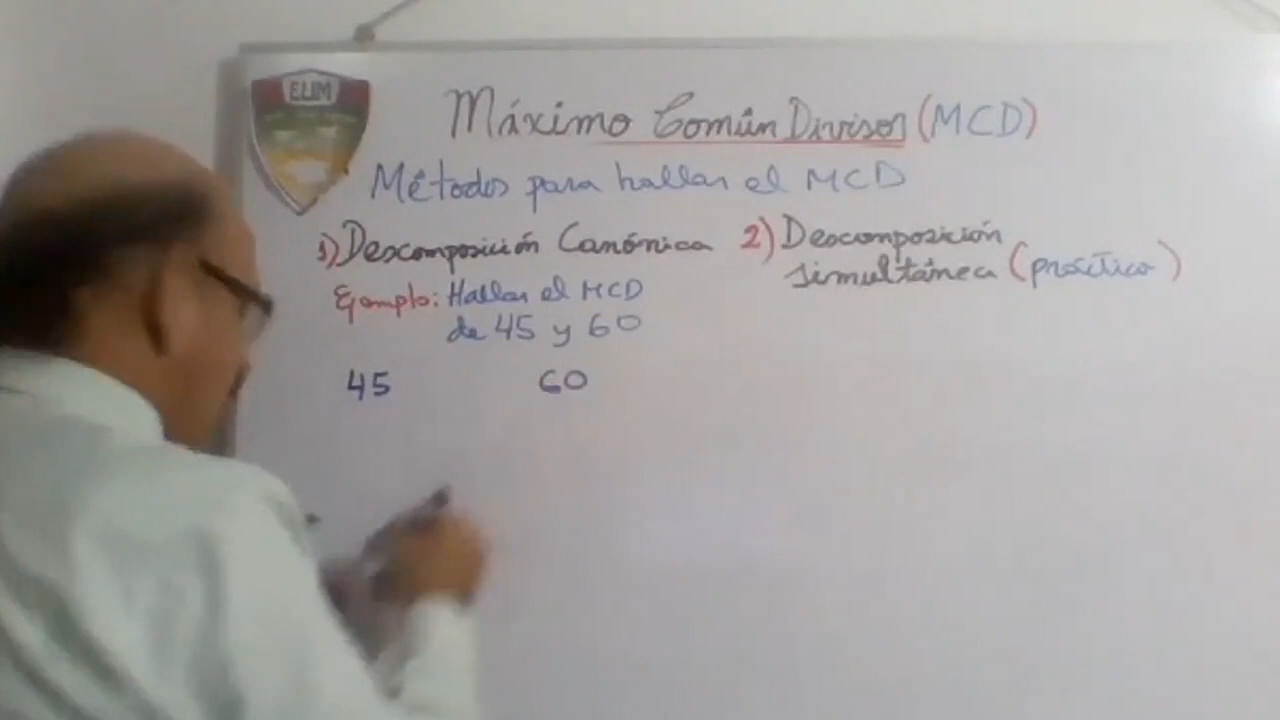 ELIM
Máximo Común Divisor (MCD)
Métodos para hallar el MCD
1) Descomposición Canónica
Ejemplo: Hallar el MCD
de 45 y 60
45 60
2) Descomposición
simultánea (práctico)